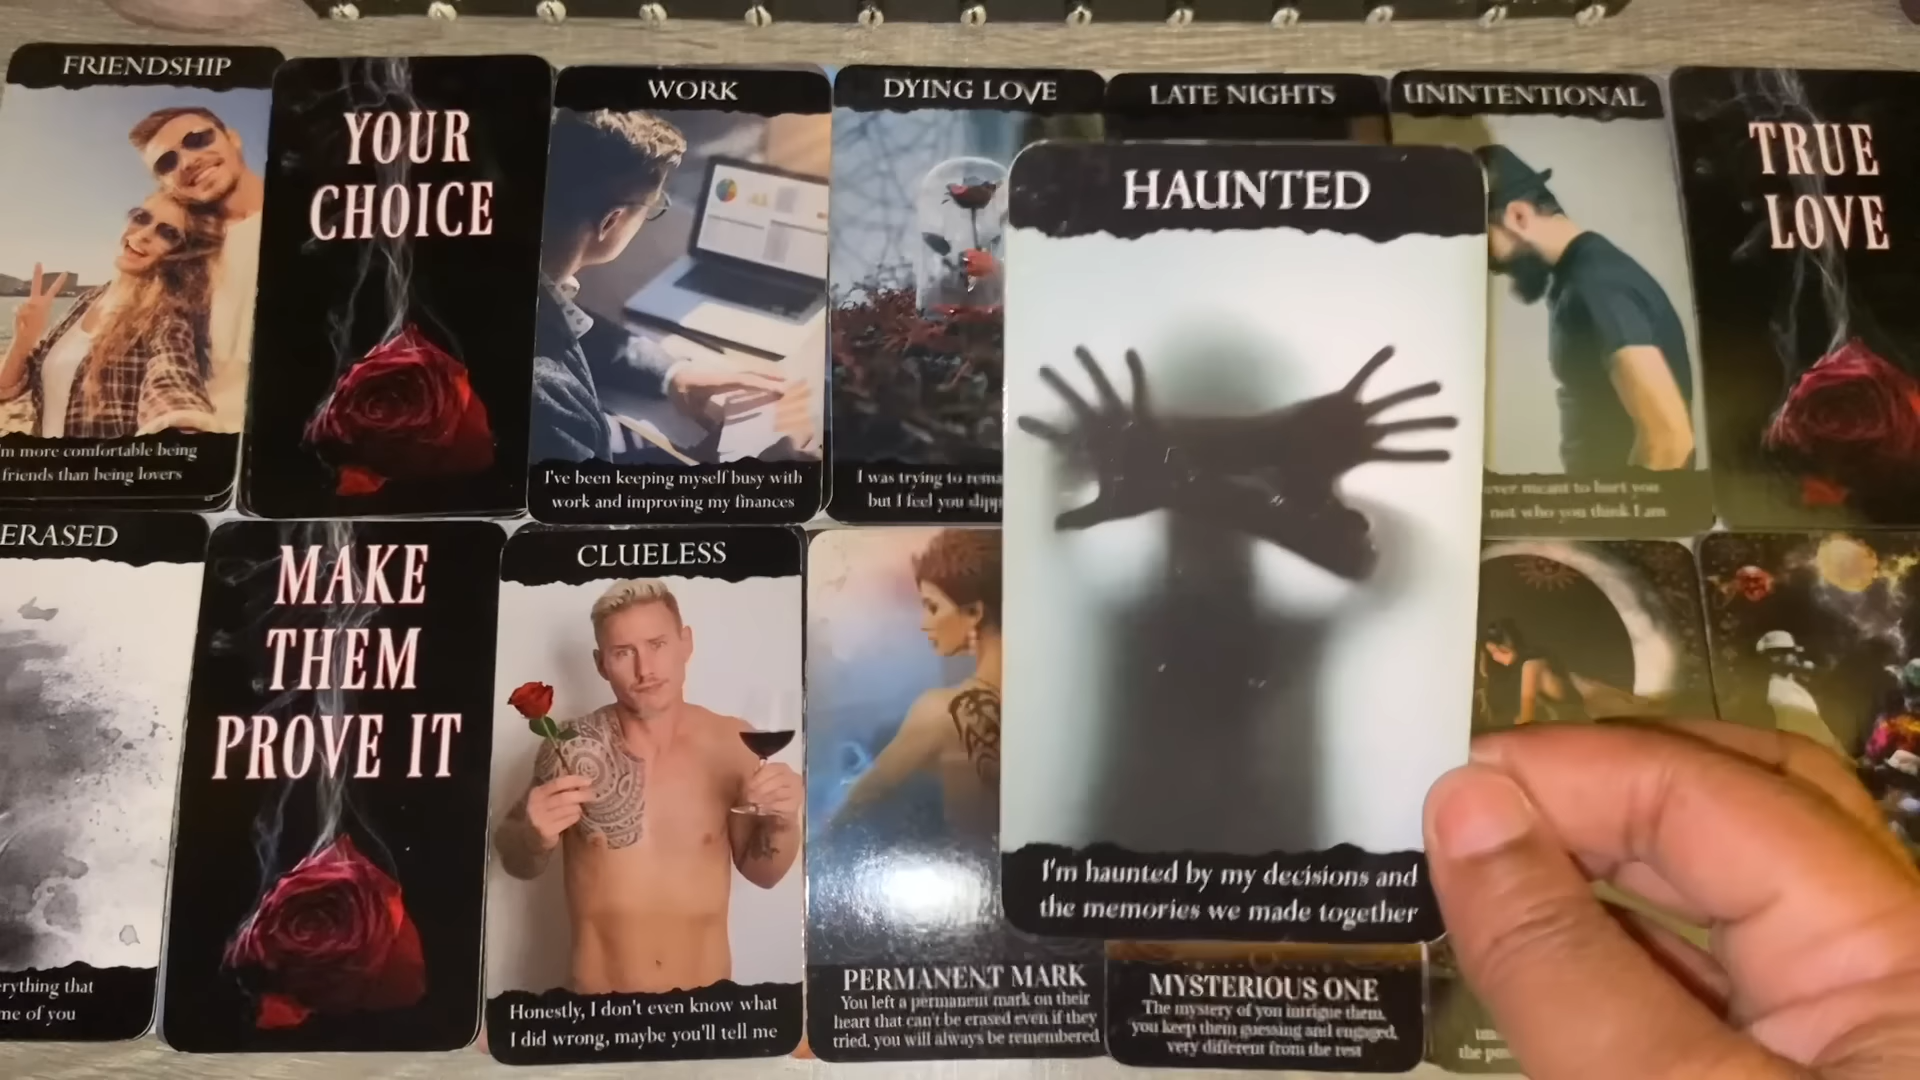 FRIENDSHIP
m more comfortable being
friends than being lovers
YOUR
CHOICE
WORK
I've been keeping myself busy with
work and improving my finances
DYING LOVE
I was trying to
but I feel you
LATE NIGHTS
HAUNTED
I'm haunted by my decisions and
the memories we made together
UNINTENTIONAL
ever meant to hurt you
not who you think I am
TRUE
LOVE
ERASED
rything that
me of you
MAKE
THEM
PROVE IT
CLUELESS
Honestly, I don't even know what
I did wrong, maybe you'll tell me
PERMANENT MARK
You left a permanent mark on their
heart that can't be erased even if they
tried, you will always be remembered
MYSTERIOUS ONE
The mystery of you intrigue them,
you keep them guessing and engaged,
very different from the rest
the